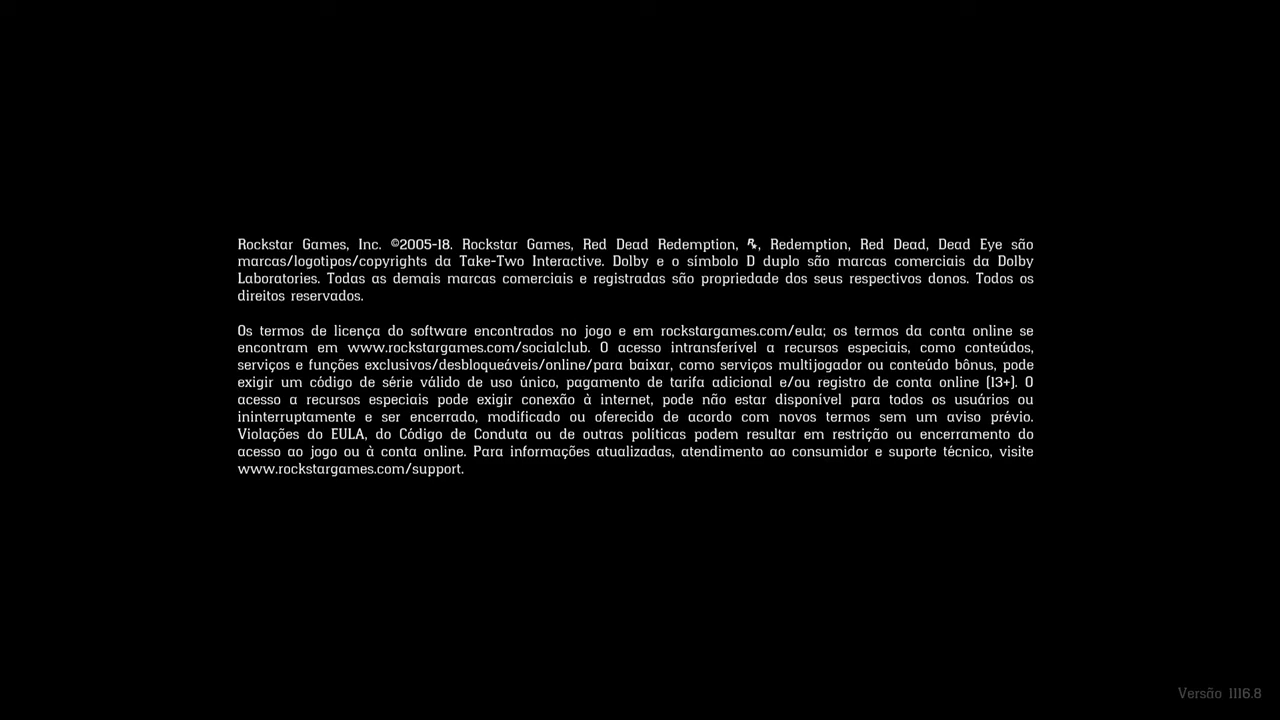 Rockstar Games, Inc. ©2005-18. Rockstar Games, Red Dead Redemption, R, Redemption, Red Dead, Dead Eye são
marcas/logotipos/copyrights da Take-Two Interactive. Dolby e o símbolo D duplo são marcas comerciais da Dolby
Laboratories. Todas as demais marcas comerciais e registradas são propriedade dos seus respectivos donos. Todos os
direitos reservados.
Os termos de licença do software encontrados no jogo e em rockstargames.com/eula; os termos da conta online se
encontram em www.rockstargames.com/socialclub. O acesso intransferível a recursos especiais, como conteúdos,
serviços e funções exclusivos/desbloqueáveis/online/para baixar, como serviços multijogador ou conteúdo bônus, pode
exigir um código de série válido de uso único, pagamento de tarifa adicional e/ou registro de conta online (13+). O
acesso a recursos especiais pode exigir conexão à internet, pode não estar disponível para todos os usuários ou
ininterruptamente e ser encerrado, modificado ou oferecido de acordo com novos termos sem um aviso prévio.
Violações do EULA, do Código de Conduta ou de outras políticas podem resultar em restrição ou encerramento do
acesso ao jogo ou à conta online. Para informações atualizadas, atendimento ao consumidor e suporte técnico, visite
www.rockstargames.com/support.
Versão 1116.8